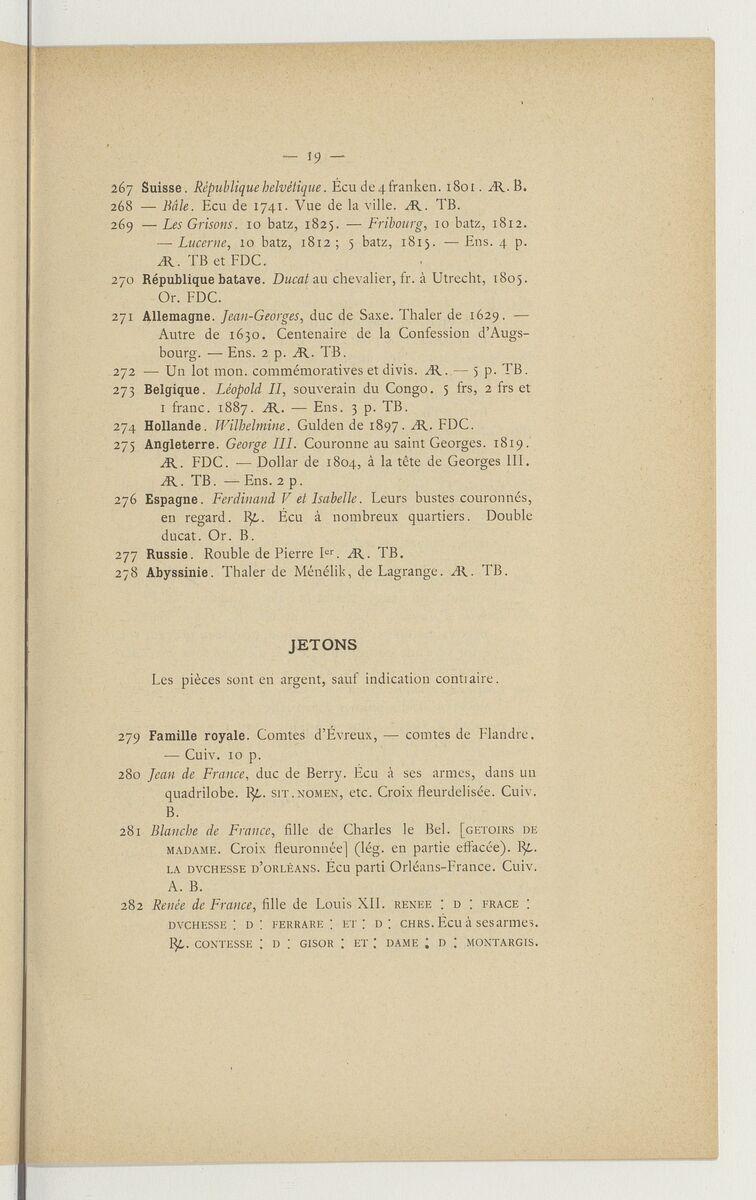 — 19 —
267 Suisse. République helvétique. Écu de 4 franken. 1801. Æ. B.
268 — Bâle. Ecu de 1741. Vue de la ville. Æ. TB.
269 — Les Grisons. 10 batz, 1825. — Fribourg, 10 batz, 1812.
— Lucerne, 10 batz, 1812 ; 5 batz, 1815. — Ens. 4 p.
ÆR. TB et FDC.
270 République batave. Ducat au chevalier, fr. à Utrecht, 1805.
Or. FDC.
271 Allemagne. Jean-Georges, duc de Saxe. Thaler de 1629. —
Autre de 1630. Centenaire de la Confession d'Augs-
bourg. — Ens. 2 p. ÆR. TB.
272 — Un lot mon. commémoratives et divis. ÆR. — 5 p. TB.
273 Belgique. Léopold II, souverain du Congo. 5 frs, 2 frs et
1 franc. 1887. ÆR. — Ens. 3 p. TB.
274 Hollande. Wilhelmine. Gulden de 1897. ÆR. FDC.
275 Angleterre. George III. Couronne au saint Georges. 1819.
ÆR. FDC. — Dollar de 1804, à la tête de Georges III.
ÆR. TB. — Ens. 2 p.
276 Espagne. Ferdinand V et Isabelle. Leurs bustes couronnés,
en regard. ℞. Écu à nombreux quartiers. Double
ducat. Or. B.
277 Russie. Rouble de Pierre Ier. ÆR. TB.
278 Abyssinie. Thaler de Ménélik, de Lagrange. ÆR. TB.
JETONS
Les pièces sont en argent, sauf indication contraire.
279 Famille royale. Comtes d'Évreux, — comtes de Flandre.
— Cuiv. 10 p.
280 Jean de France, duc de Berry. Écu à ses armes, dans un
quadrilobe. ℞. SIT.NOMEN, etc. Croix fleurdelisée. Cuiv.
B.
281 Blanche de France, fille de Charles le Bel. [GETOIRS DE
MADAME. Croix fleuronnée] (lég. en partie effacée). ℞.
LA DVCHESSE D'ORLÉANS. Écu parti Orléans-France. Cuiv.
A. B.
282 Renée de France, fille de Louis XII. RENEE : D : FRACE :
DVCHESSE : D : FERRARE : ET : D : CHRS. Écu à ses armes.
℞. CONTESSE : D : GISOR : ET : DAME : D : MONTARGIS.